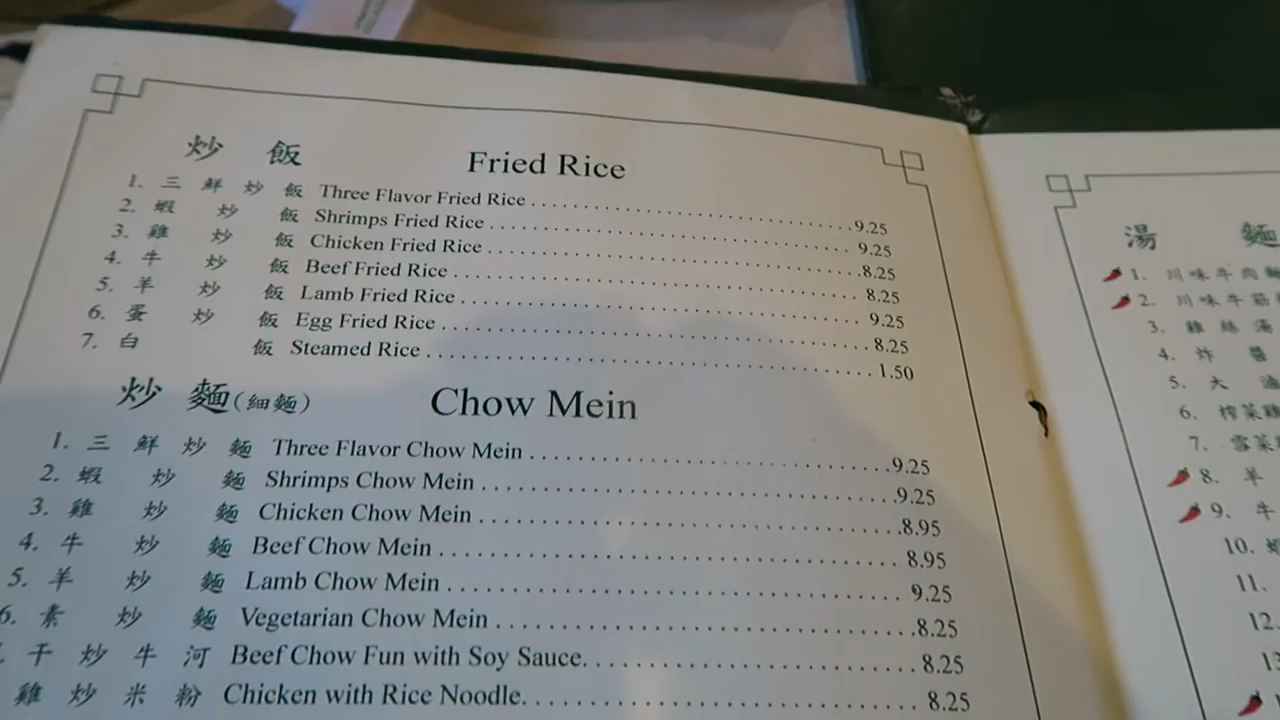 炒 飯 Fried Rice
1. 三 鮮 炒 飯 Three Flavor Fried Rice 9.25
2. 蝦 炒 飯 Shrimps Fried Rice 9.25
3. 雞 炒 飯 Chicken Fried Rice 8.25
4. 牛 炒 飯 Beef Fried Rice 8.25
5. 羊 炒 飯 Lamb Fried Rice 9.25
6. 蛋 炒 飯 Egg Fried Rice 8.25
7. 白 飯 Steamed Rice 1.50
炒 麵(細麵) Chow Mein
1. 三 鮮 炒 麵 Three Flavor Chow Mein 9.25
2. 蝦 炒 麵 Shrimps Chow Mein 9.25
3. 雞 炒 麵 Chicken Chow Mein 8.95
4. 牛 炒 麵 Beef Chow Mein 8.95
5. 羊 炒 麵 Lamb Chow Mein 9.25
6. 素 炒 麵 Vegetarian Chow Mein 8.25
干 炒 牛 河 Beef Chow Fun with Soy Sauce 8.25
雞 炒 米 粉 Chicken with Rice Noodle 8.25
湯 麵
1. 川味牛肉
2. 川味牛筋
3. 雞 絲 湯
4. 炸 醬
5. 大 滷
6. 榨菜雞
7. 雪菜
8. 羊
9. 牛
10. 蝦
11.
12.
13